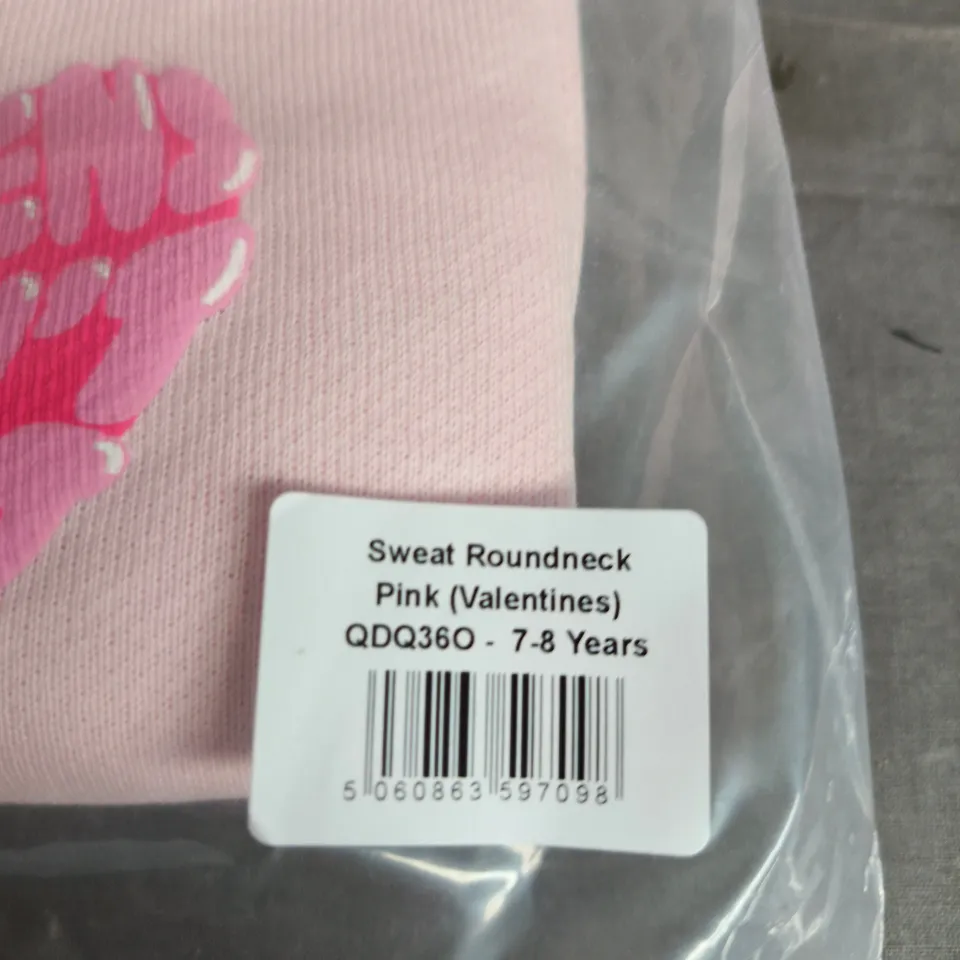 Sweat Roundneck
Pink (Valentines)
QDQ36O - 7-8 Years
5 060863 597098